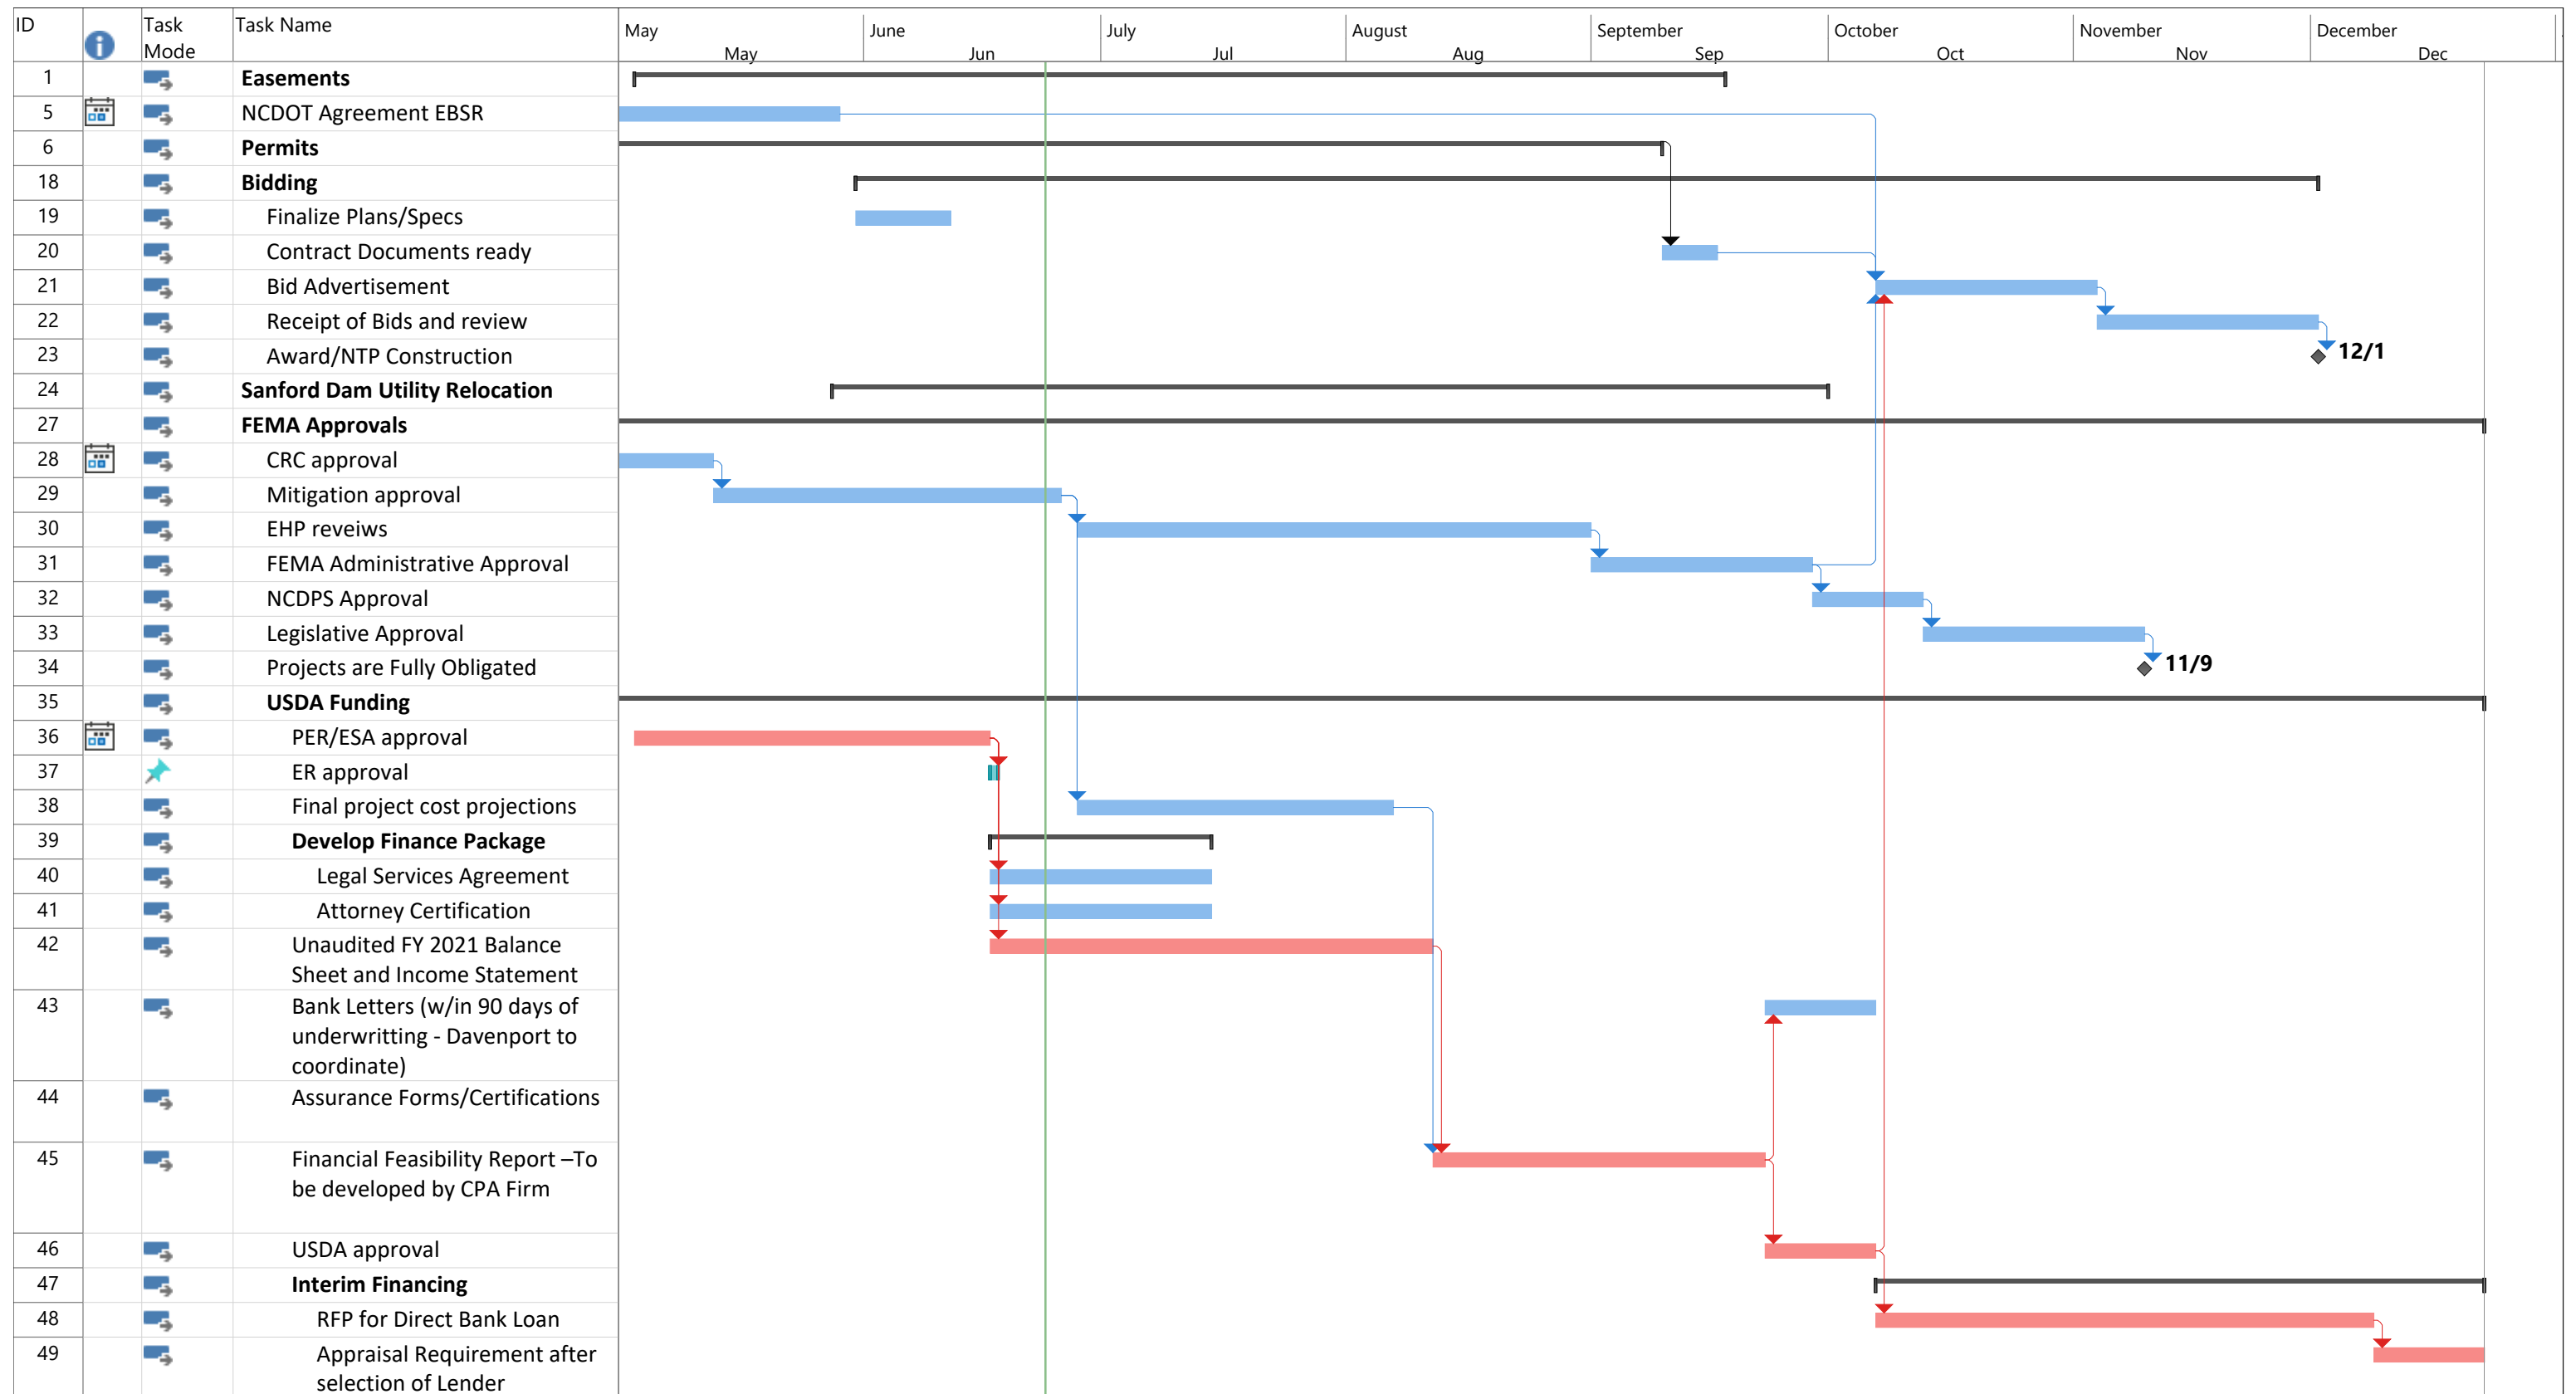 ID Task Mode Task Name May June July August September October November December
May Jun Jul Aug Sep Oct Nov Dec
1 Easements
5 NCDOT Agreement EBSR
6 Permits
18 Bidding
19 Finalize Plans/Specs
20 Contract Documents ready
21 Bid Advertisement
22 Receipt of Bids and review
23 Award/NTP Construction 12/1
24 Sanford Dam Utility Relocation
27 FEMA Approvals
28 CRC approval
29 Mitigation approval
30 EHP reveiws
31 FEMA Administrative Approval
32 NCDPS Approval
33 Legislative Approval
34 Projects are Fully Obligated 11/9
35 USDA Funding
36 PER/ESA approval
37 ER approval
38 Final project cost projections
39 Develop Finance Package
40 Legal Services Agreement
41 Attorney Certification
42 Unaudited FY 2021 Balance
Sheet and Income Statement
43 Bank Letters (w/in 90 days of
underwritting - Davenport to
coordinate)
44 Assurance Forms/Certifications
45 Financial Feasibility Report –To
be developed by CPA Firm
46 USDA approval
47 Interim Financing
48 RFP for Direct Bank Loan
49 Appraisal Requirement after
selection of Lender